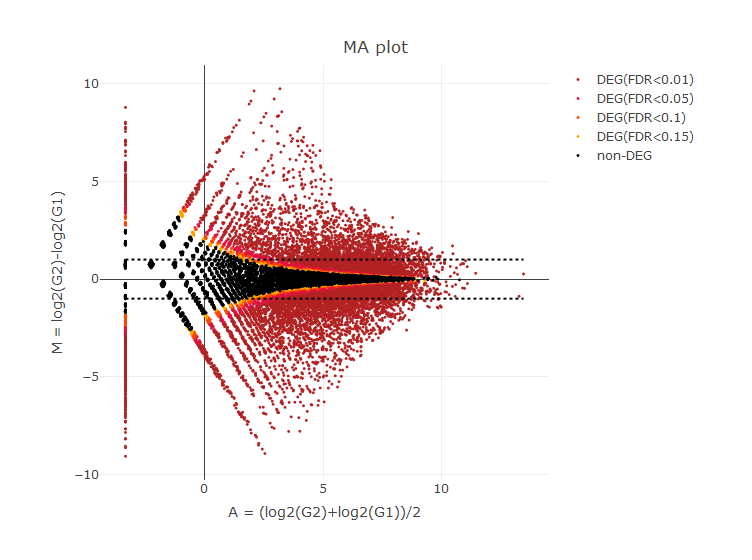 MA plot
DEG(FDR<0.01)
DEG(FDR<0.05)
DEG(FDR<0.1)
DEG(FDR<0.15)
non-DEG
M = log2(G2)-log2(G1)
10
5
0
−5
−10
0
5
10
A = (log2(G2)+log2(G1))/2